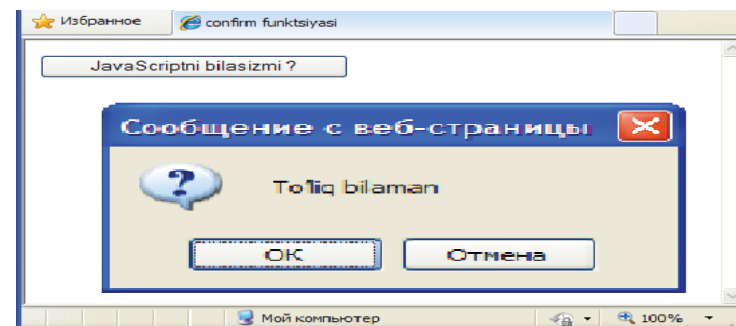 Избранное confirm funktsiyasi
JavaScriptni bilasizmi ?
Сообщение с веб-страницы
To'liq bilaman
OK Отмена
Мой компьютер 100%